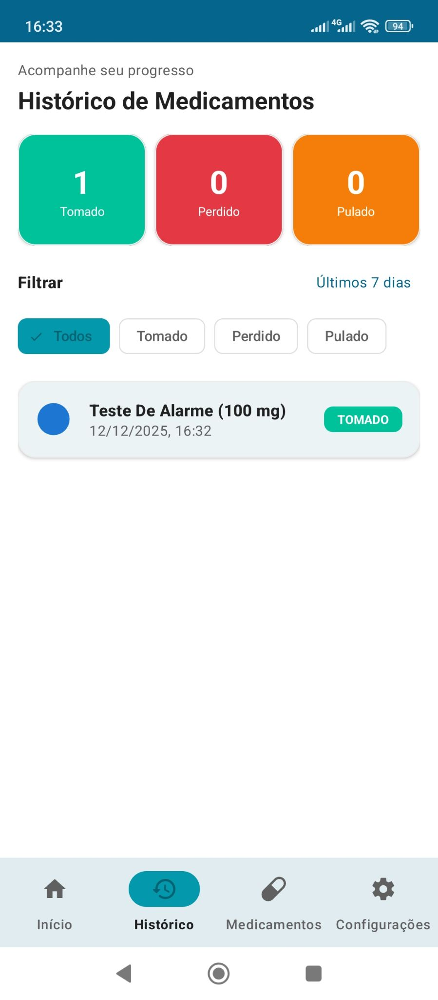 16:33
4G
94
Acompanhe seu progresso
Histórico de Medicamentos
1
Tomado
0
Perdido
0
Pulado
Filtrar
Últimos 7 dias
Todos
Tomado
Perdido
Pulado
Teste De Alarme (100 mg)
12/12/2025, 16:32
TOMADO
Início
Histórico
Medicamentos
Configurações